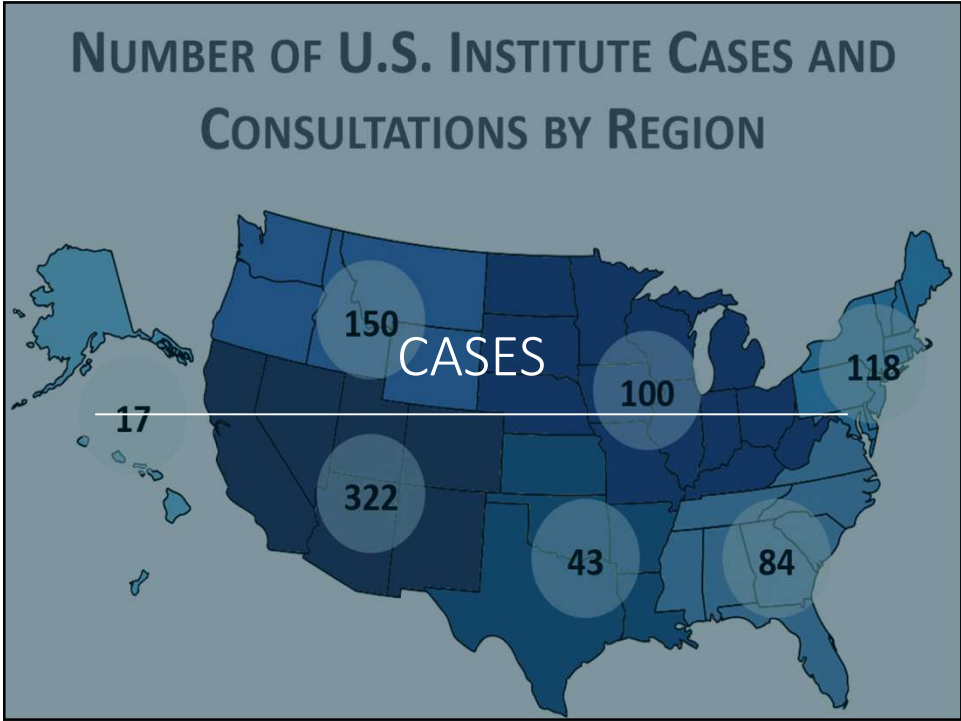 NUMBER OF U.S. INSTITUTE CASES AND
CONSULTATIONS BY REGION
150
CASES
118
100
17
322
43
84